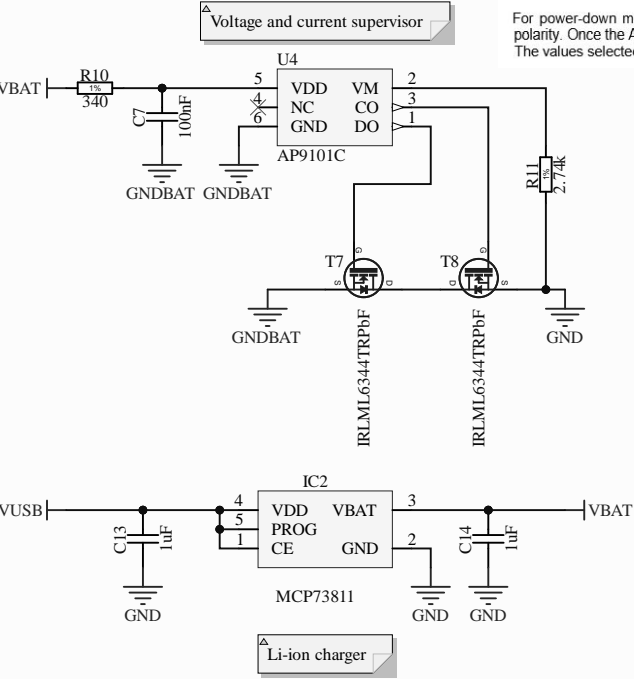 Voltage and current supervisor
For power-down m
polarity. Once the A
The values selected
U4
VBAT
R10
1%
340
C7
100nF
5 VDD VM 2
4 NC CO 3
6 GND DO 1
AP9101C
GNDBAT GNDBAT
R11
1%
2.74k
T7 T8
G G
S D D S
GNDBAT
GND
IRLML6344TRPbF
IRLML6344TRPbF
IC2
VUSB
4 VDD VBAT 3
5 PROG
1 CE GND 2
VBAT
C13
1uF
C14
1uF
MCP73811
GND GND GND
Li-ion charger